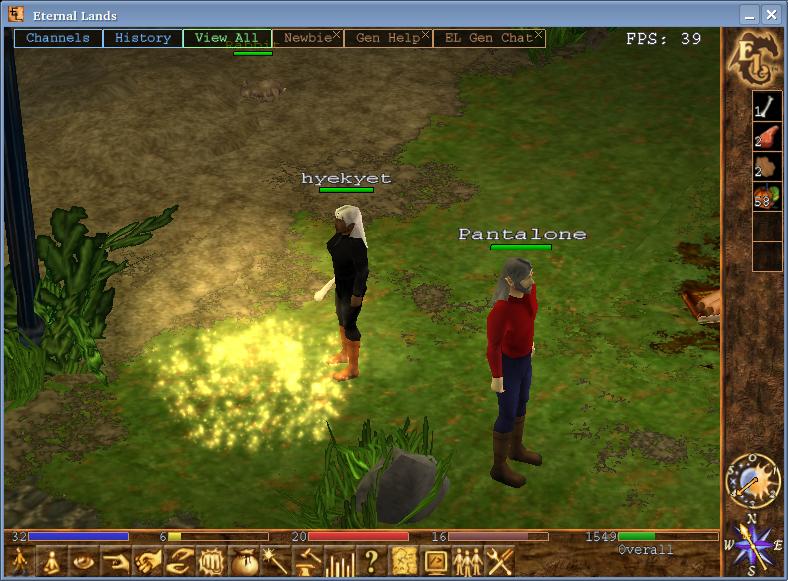 Eternal Lands
Channels History View All Newbie Gen Help EL Gen Chat
FPS: 39
Rabbit
hyekyet
Pantalone
1
2
2
58
N
W E
S
32 6 20 16 1549
Overall